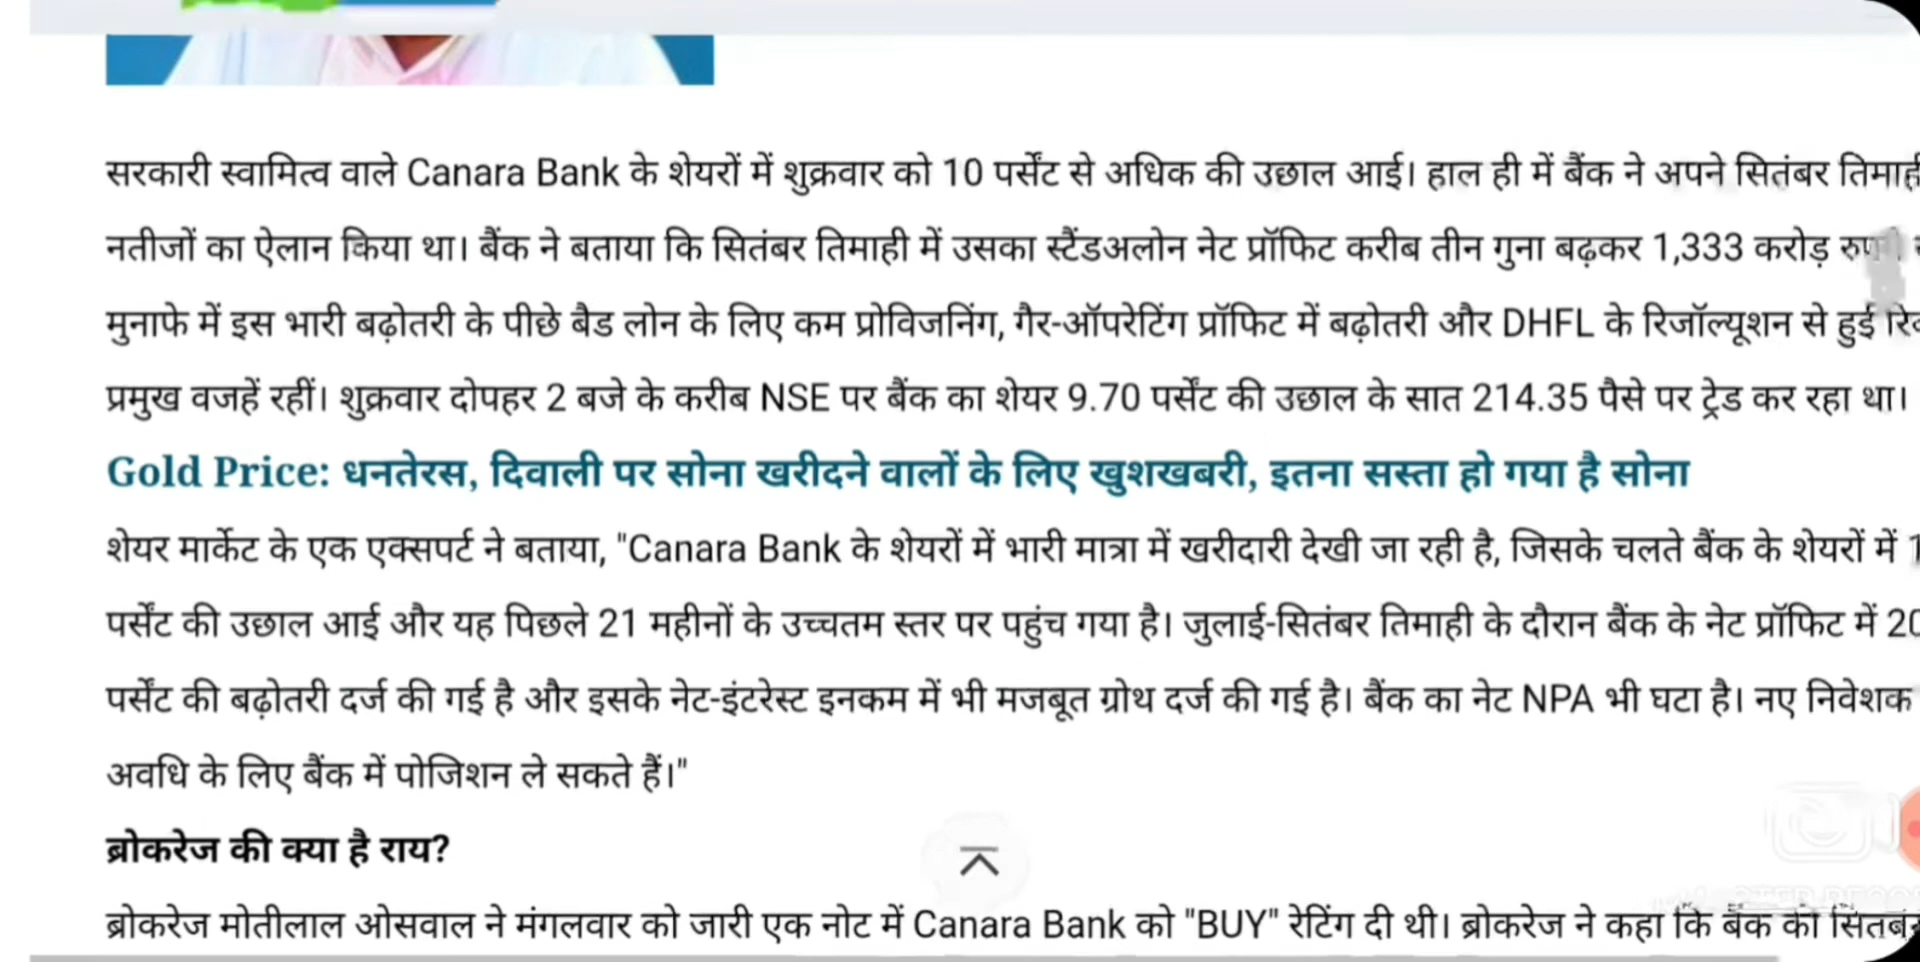 सरकारी स्वामित्व वाले Canara Bank के शेयरों में शुक्रवार को 10 पर्सेंट से अधिक की उछाल आई। हाल ही में बैंक ने अपने सितंबर तिमाही
नतीजों का ऐलान किया था। बैंक ने बताया कि सितंबर तिमाही में उसका स्टैंडअलोन नेट प्रॉफिट करीब तीन गुना बढ़कर 1,333 करोड़
मुनाफे में इस भारी बढ़ोतरी के पीछे बैड लोन के लिए कम प्रोविजनिंग, गैर-ऑपरेटिंग प्रॉफिट में बढ़ोतरी और DHFL के रिजॉल्यूशन से हुई
प्रमुख वजहें रहीं। शुक्रवार दोपहर 2 बजे के करीब NSE पर बैंक का शेयर 9.70 पर्सेंट की उछाल के सात 214.35 पैसे पर ट्रेड कर रहा था।
Gold Price: धनतेरस, दिवाली पर सोना खरीदने वालों के लिए खुशखबरी, इतना सस्ता हो गया है सोना
शेयर मार्केट के एक एक्सपर्ट ने बताया, "Canara Bank के शेयरों में भारी मात्रा में खरीदारी देखी जा रही है, जिसके चलते बैंक के शेयरों में
पर्सेंट की उछाल आई और यह पिछले 21 महीनों के उच्चतम स्तर पर पहुंच गया है। जुलाई-सितंबर तिमाही के दौरान बैंक के नेट प्रॉफिट में
पर्सेंट की बढ़ोतरी दर्ज की गई है और इसके नेट-इंटरेस्ट इनकम में भी मजबूत ग्रोथ दर्ज की गई है। बैंक का नेट NPA भी घटा है। नए निवेशक
अवधि के लिए बैंक में पोजिशन ले सकते हैं।"
ब्रोकरेज की क्या है राय?
ब्रोकरेज मोतीलाल ओसवाल ने मंगलवार को जारी एक नोट में Canara Bank को "BUY" रेटिंग दी थी। ब्रोकरेज ने कहा कि बैंक की